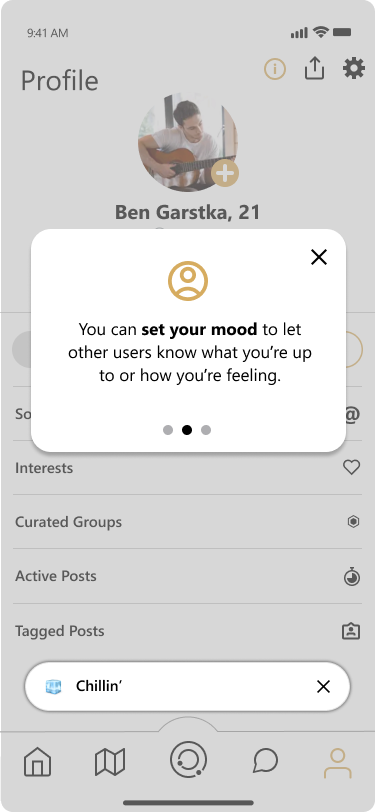 9:41 AM
Profile
Ben Garstka, 21
You can set your mood to let
other users know what you’re up
to or how you’re feeling.
So
@
Interests
Curated Groups
Active Posts
Tagged Posts
Chillin’